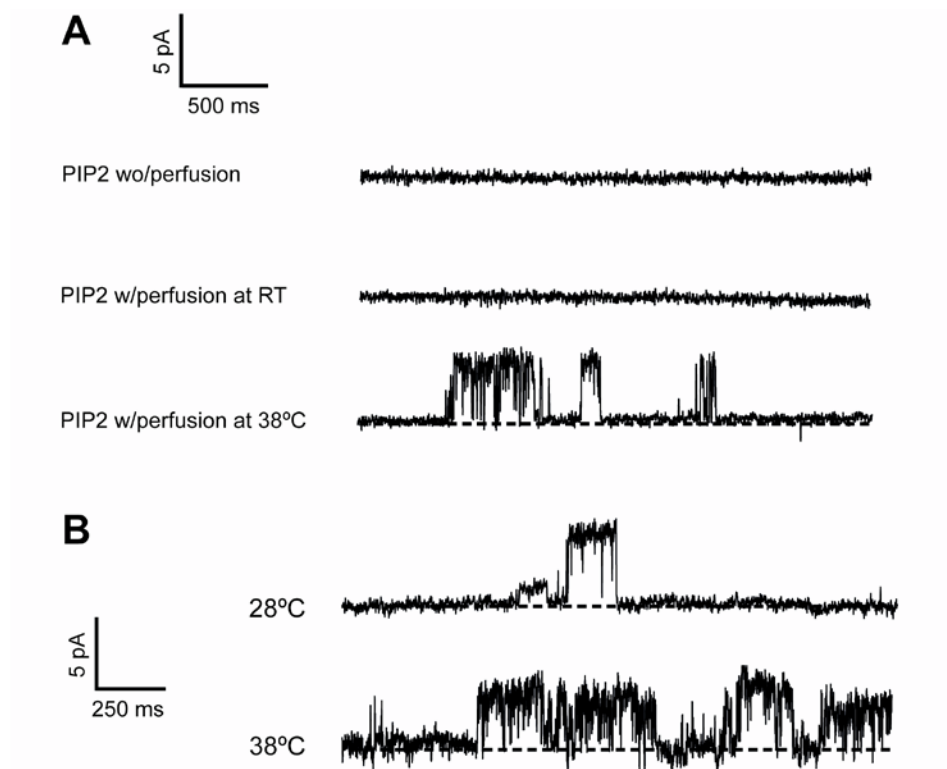 A
5 pA
500 ms
PIP2 wo/perfusion
PIP2 w/perfusion at RT
PIP2 w/perfusion at 38ºC
B
28ºC
5 pA
250 ms
38ºC